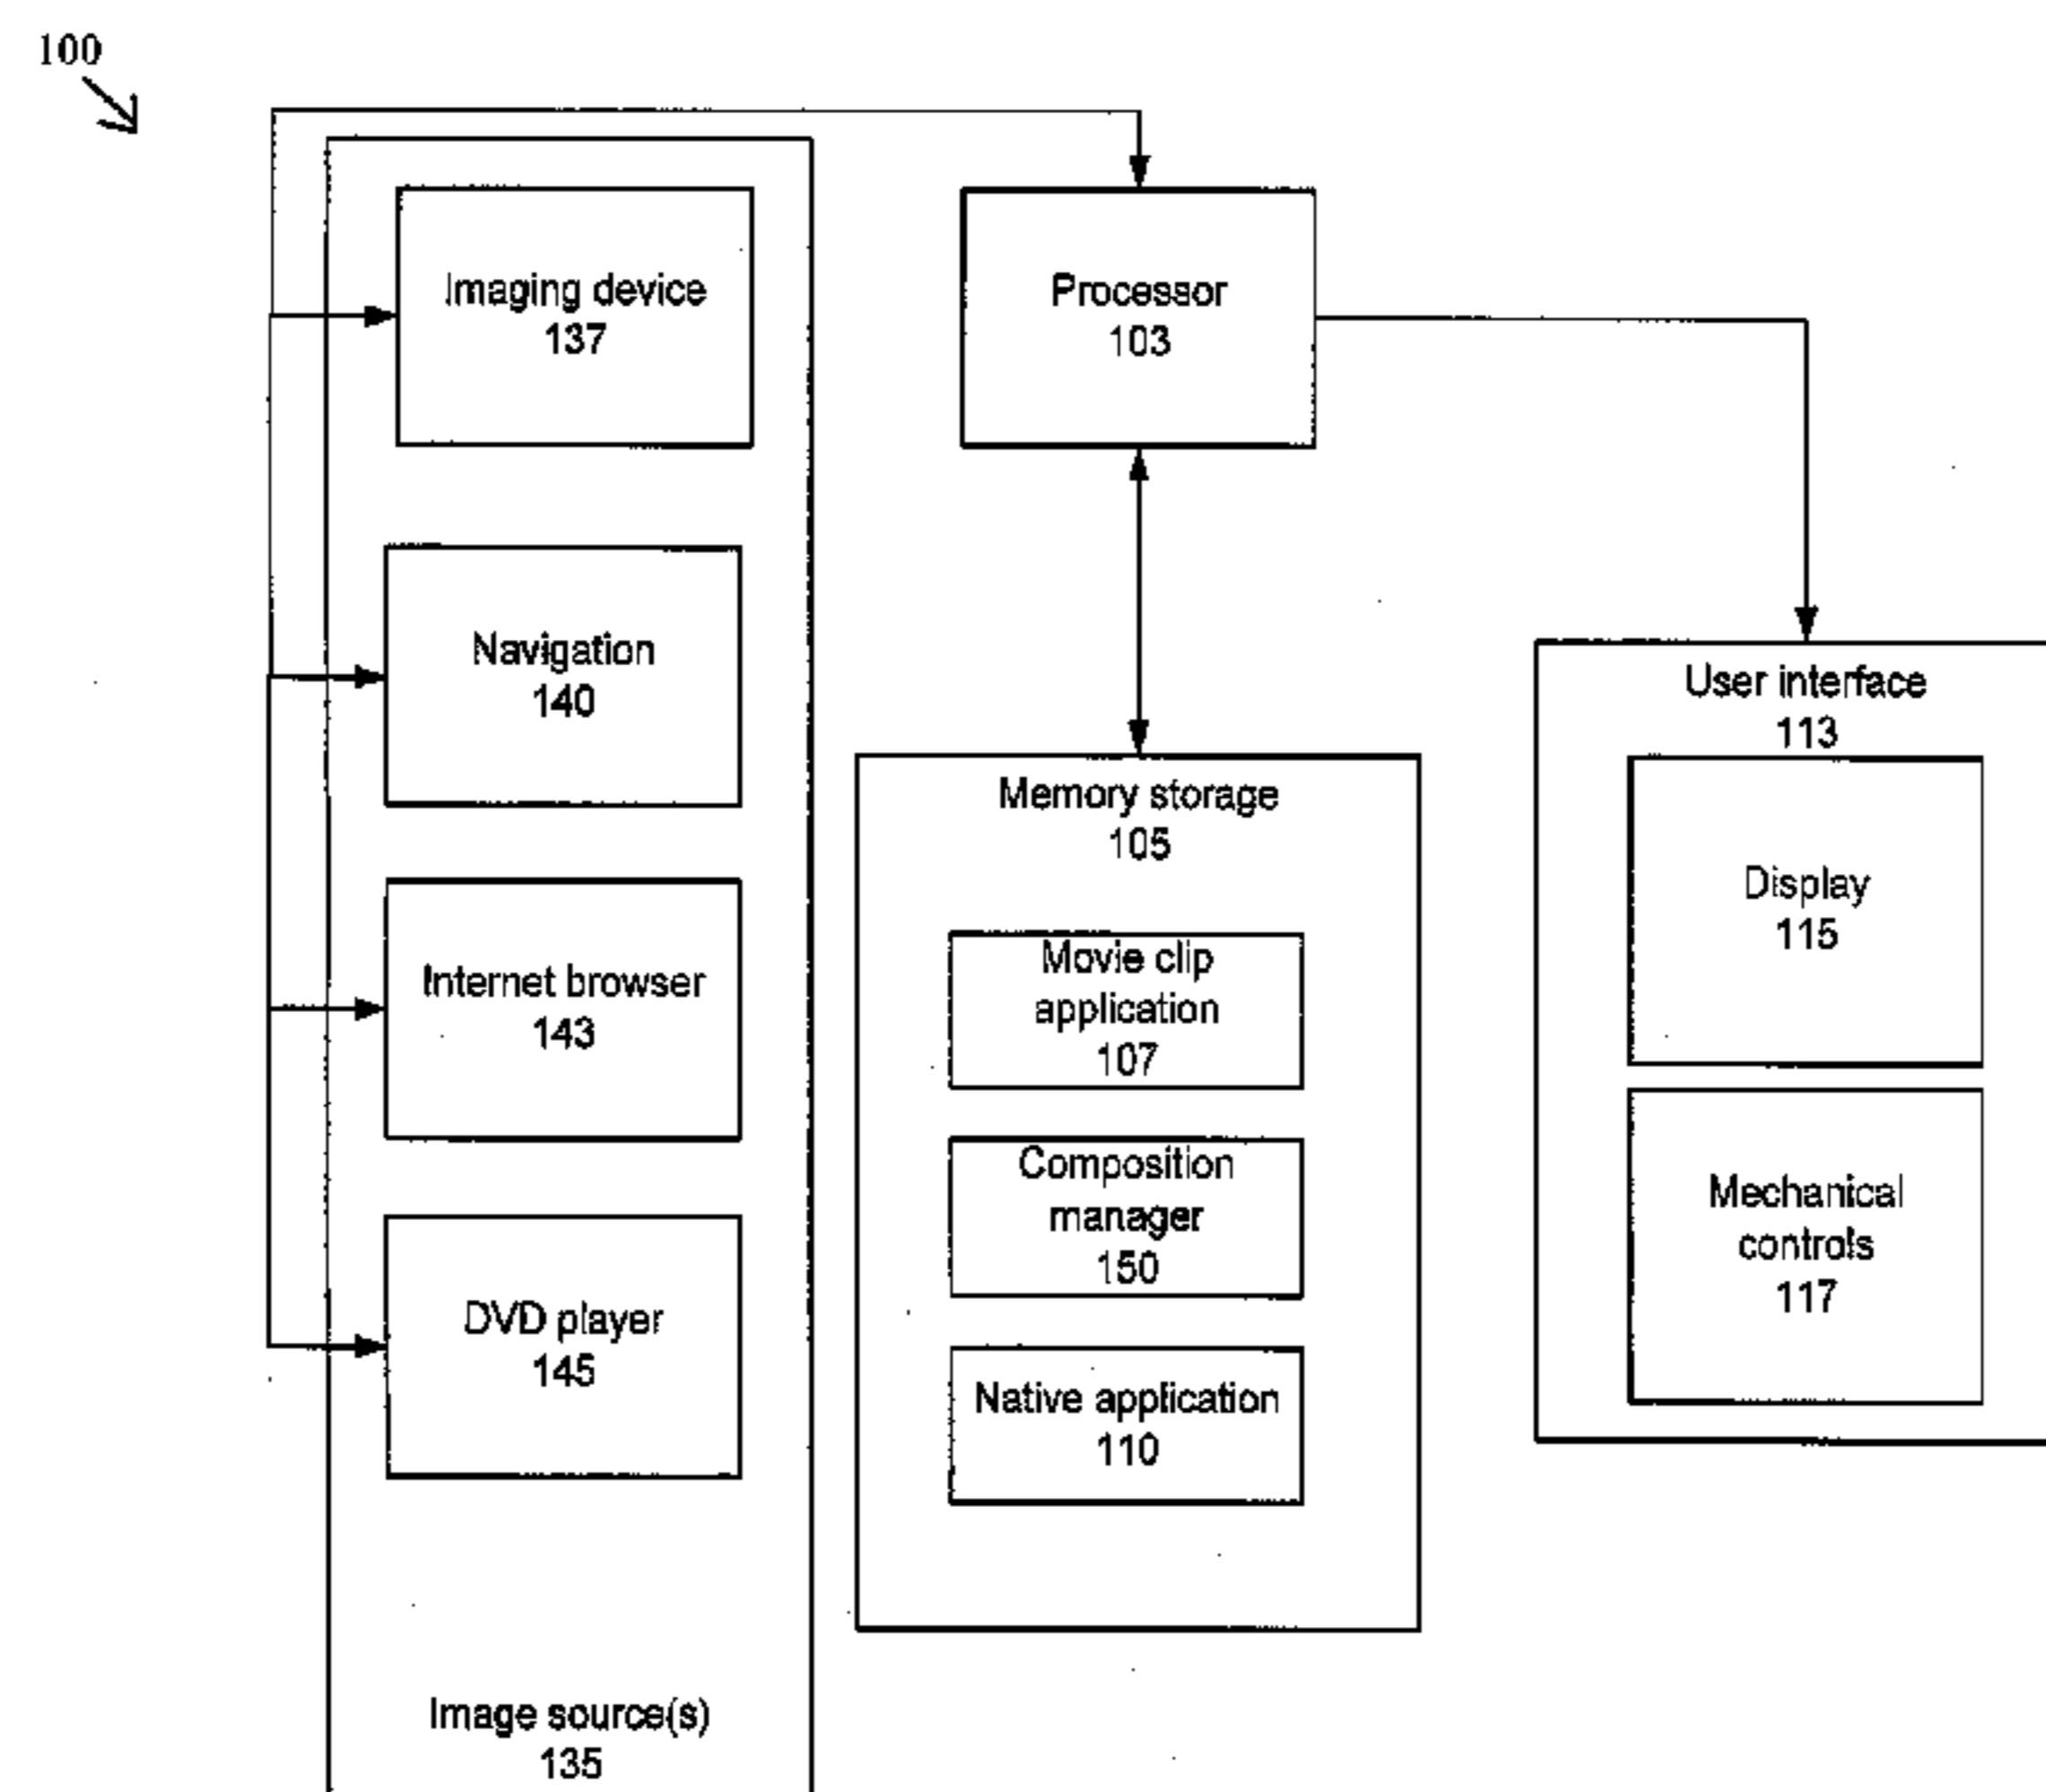 100
Imaging device
137
Navigation
140
Internet browser
143
DVD player
145
Image source(s)
135
Processor
103
Memory storage
105
Movie clip
application
107
Composition
manager
150
Native application
110
User interface
113
Display
115
Mechanical
controls
117